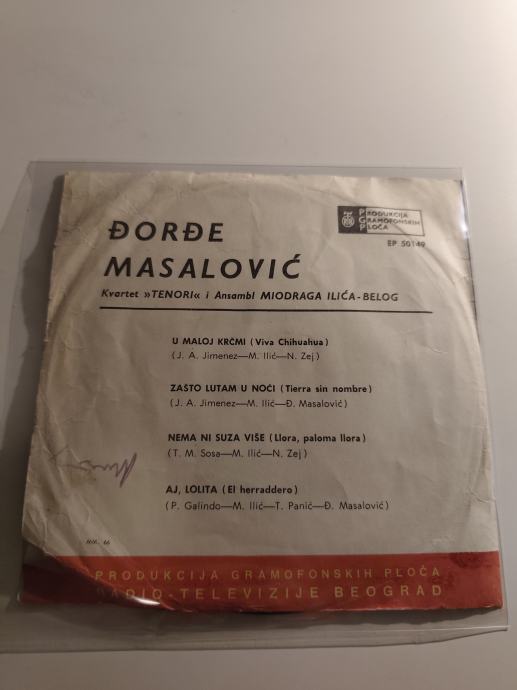 PRODUKCIJA
GRAMOFONSKIH
PLOČA
EP 50149
ĐORĐE
MASALOVIĆ
Kvartet »TENORI« i Ansambl MIODRAGA ILIĆA-BELOG
U MALOJ KRČMI (Viva Chihuahua)
(J. A. Jimenez—M. Ilić—N. Zej)
ZAŠTO LUTAM U NOĆI (Tierra sin nombre)
(J. A. Jimenez—M. Ilić—Đ. Masalović)
NEMA NI SUZA VIŠE (Llora, paloma llora)
(T. M. Sosa—M. Ilić—N. Zej)
AJ, LOLITA (El herraddero)
(P. Galindo—M. Ilić—T. Panić—Đ. Masalović)
PRODUKCIJA GRAMOFONSKIH PLOČA
RADIO-TELEVIZIJE BEOGRAD